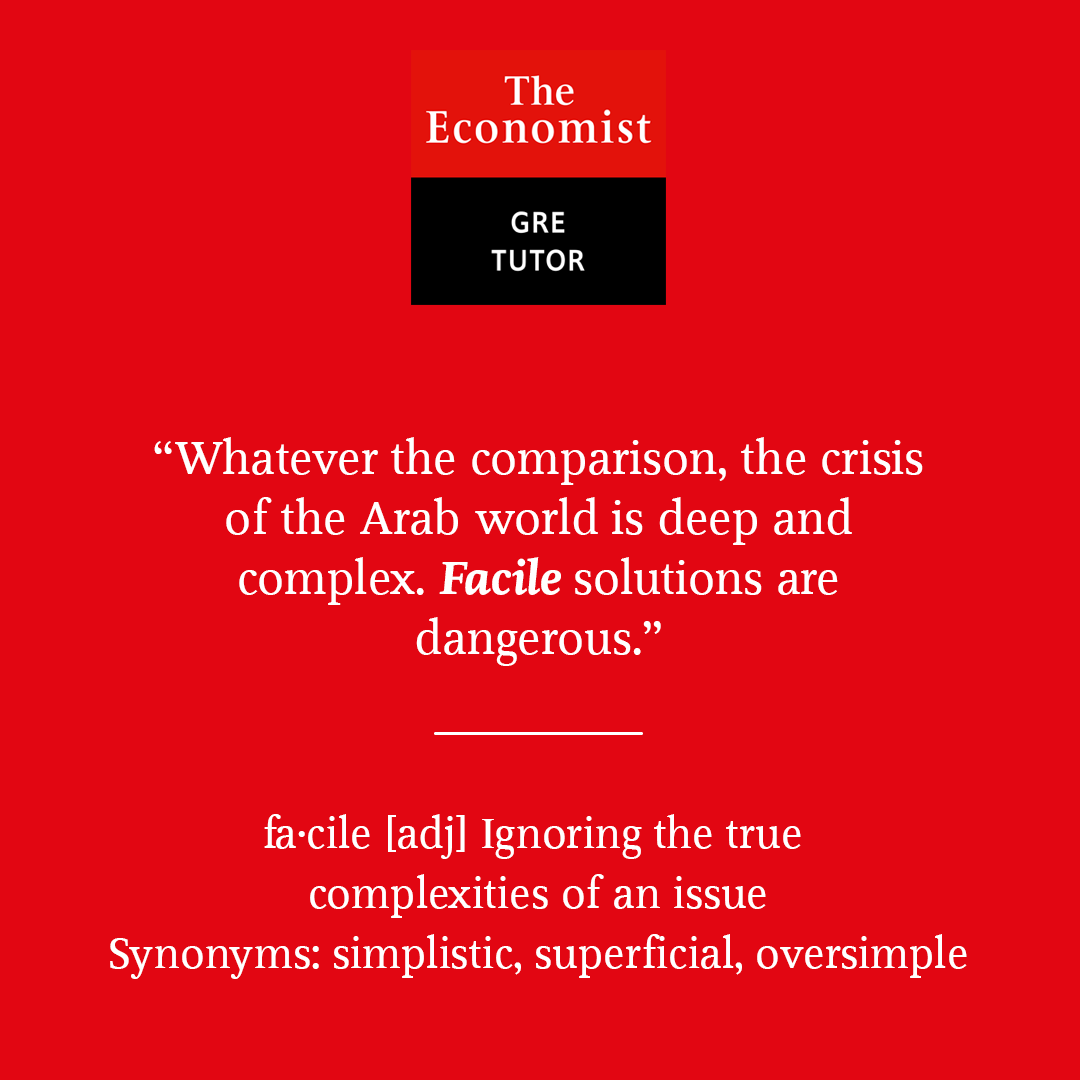 The
Economist
GRE
TUTOR
“Whatever the comparison, the crisis
of the Arab world is deep and
complex. Facile solutions are
dangerous.”
fa·cile [adj] Ignoring the true
complexities of an issue
Synonyms: simplistic, superficial, oversimple